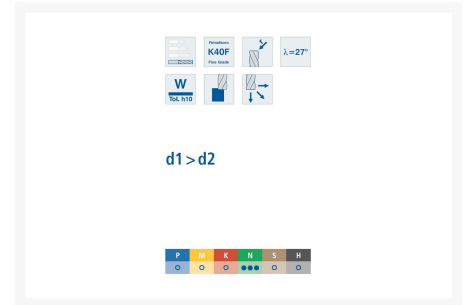 Feinstkorn
K40F
Fine Grade
λ=27°
W
Tol. h10
d1>d2
P M K N S H